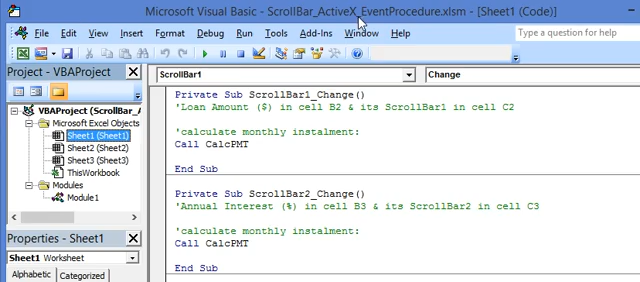 Microsoft Visual Basic - ScrollBar_ActiveX_EventProcedure.xlsm - [Sheet1 (Code)]
File Edit View Insert Format Debug Run Tools Add-Ins Window Help
Type a question for help
Project - VBAProject
ScrollBar1
Change
VBAProject (ScrollBar_A
Microsoft Excel Objects
Sheet1 (Sheet1)
Sheet2 (Sheet2)
Sheet3 (Sheet3)
ThisWorkbook
Modules
Module1
Properties - Sheet1
Sheet1 Worksheet
Alphabetic Categorized
Private Sub ScrollBar1_Change()
'Loan Amount ($) in cell B2 & its ScrollBar1 in cell C2
'calculate monthly instalment:
Call CalcPMT
End Sub
Private Sub ScrollBar2_Change()
'Annual Interest (%) in cell B3 & its ScrollBar2 in cell C3
'calculate monthly instalment:
Call CalcPMT
End Sub